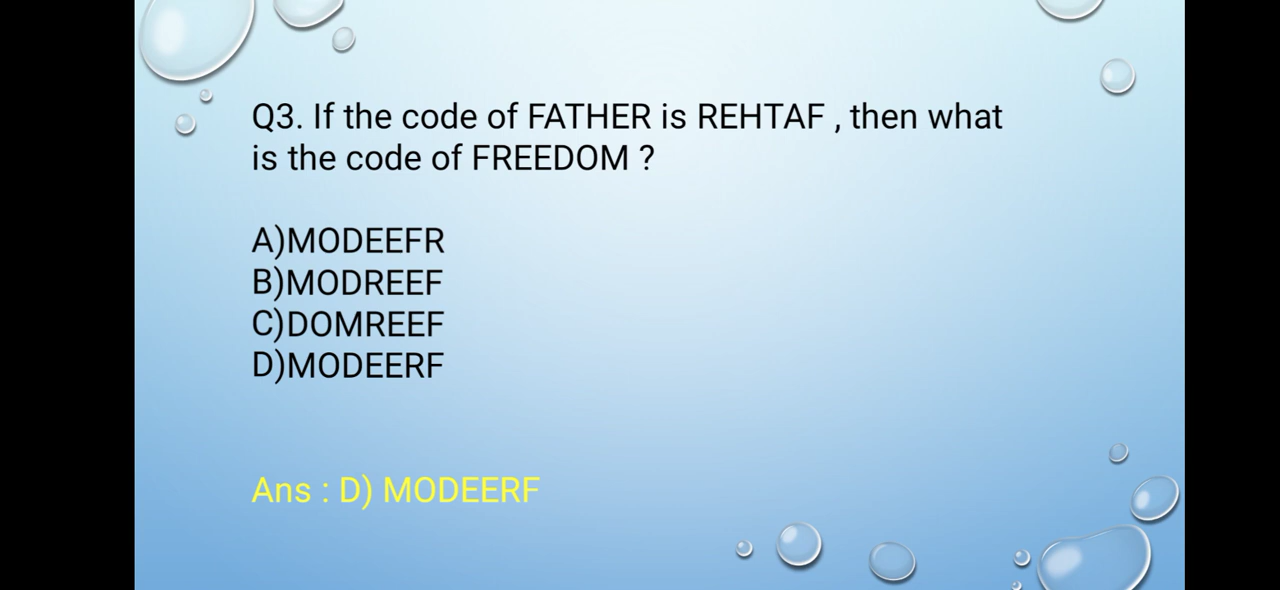 Q3. If the code of FATHER is REHTAF , then what
is the code of FREEDOM ?
A)MODEEFR
B)MODREEF
C)DOMREEF
D)MODEERF
Ans : D) MODEERF